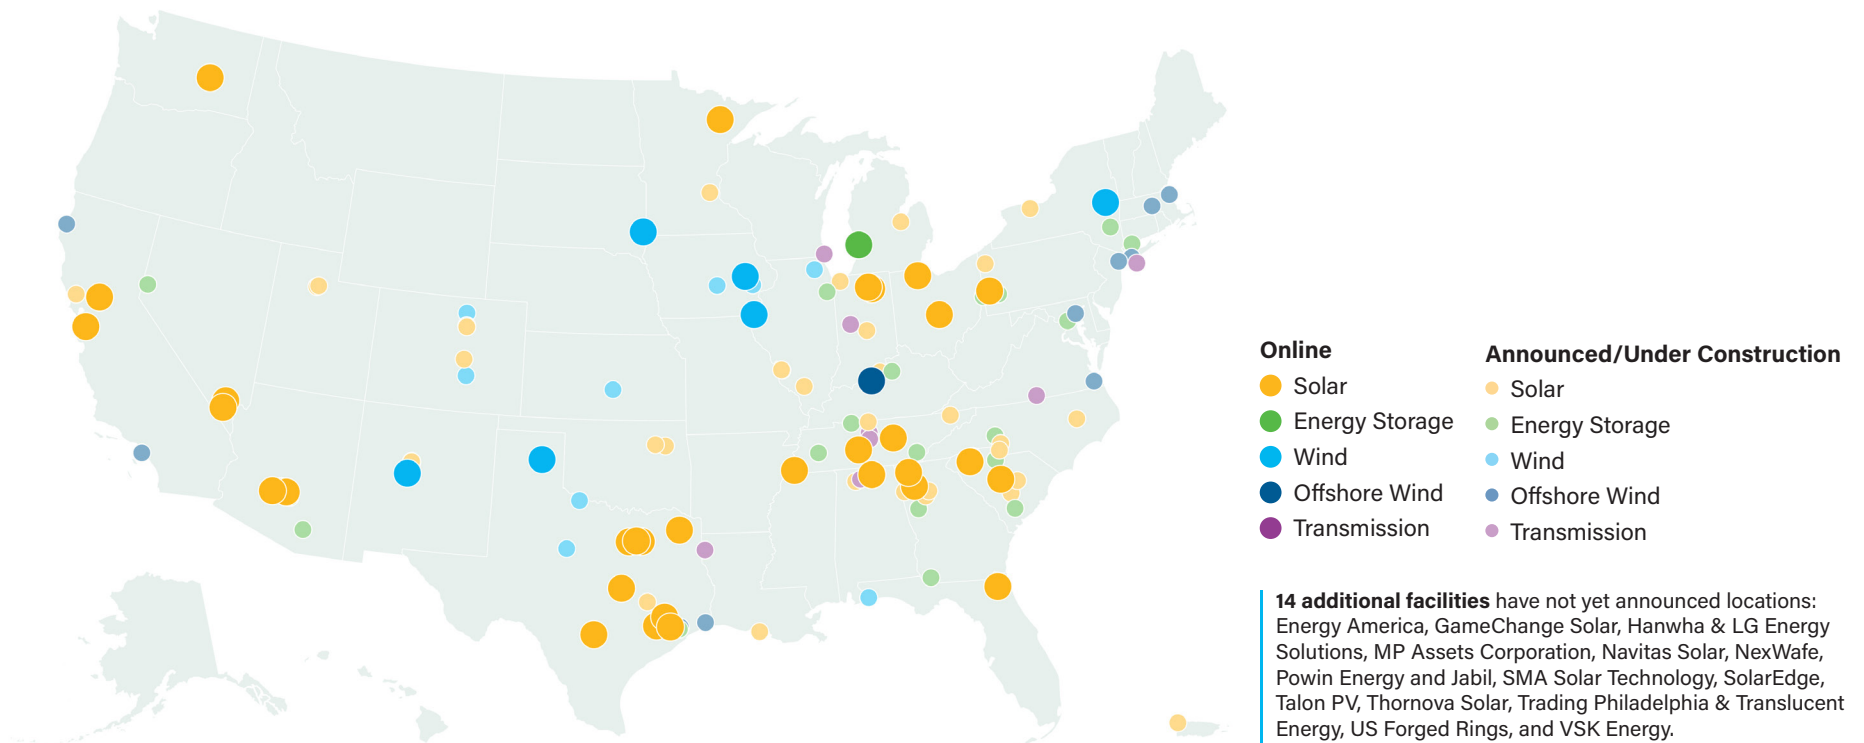 Online
Solar
Energy Storage
Wind
Offshore Wind
Transmission
Announced/Under Construction
Solar
Energy Storage
Wind
Offshore Wind
Transmission
14 additional facilities have not yet announced locations:
Energy America, GameChange Solar, Hanwha & LG Energy
Solutions, MP Assets Corporation, Navitas Solar, NexWafe,
Powin Energy and Jabil, SMA Solar Technology, SolarEdge,
Talon PV, Thornova Solar, Trading Philadelphia & Translucent
Energy, US Forged Rings, and VSK Energy.